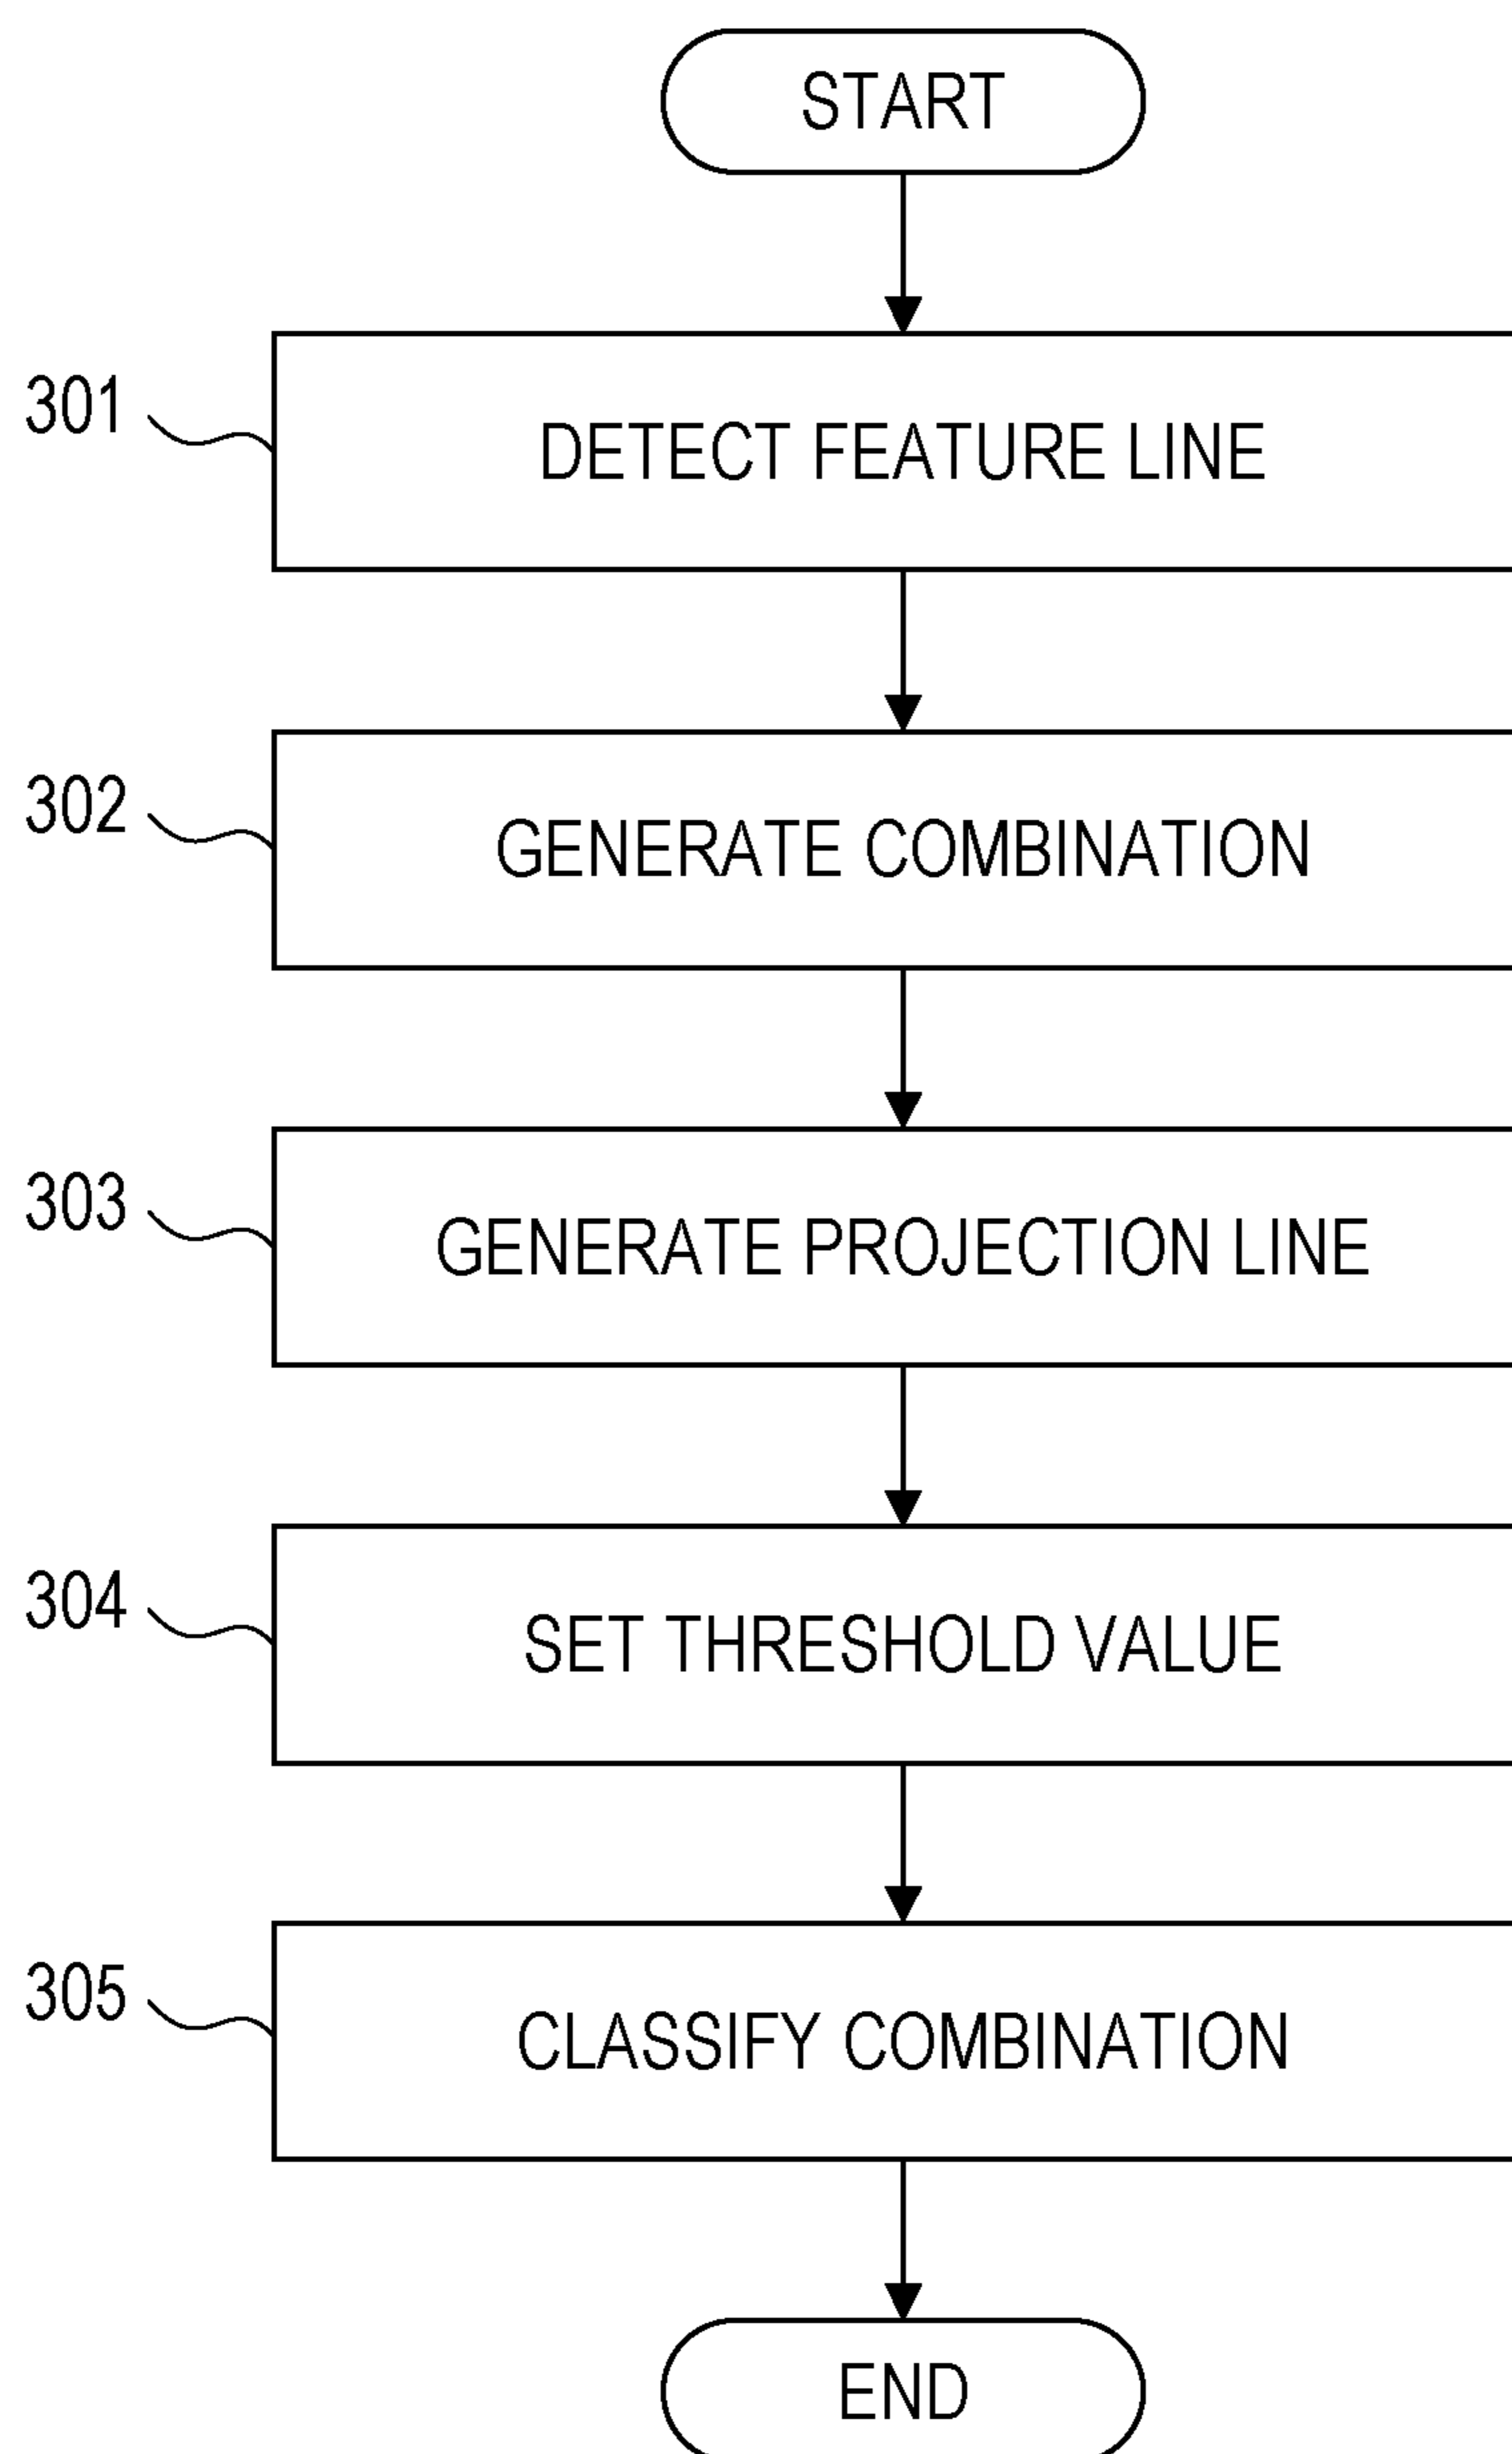 START
301
DETECT FEATURE LINE
302
GENERATE COMBINATION
303
GENERATE PROJECTION LINE
304
SET THRESHOLD VALUE
305
CLASSIFY COMBINATION
END